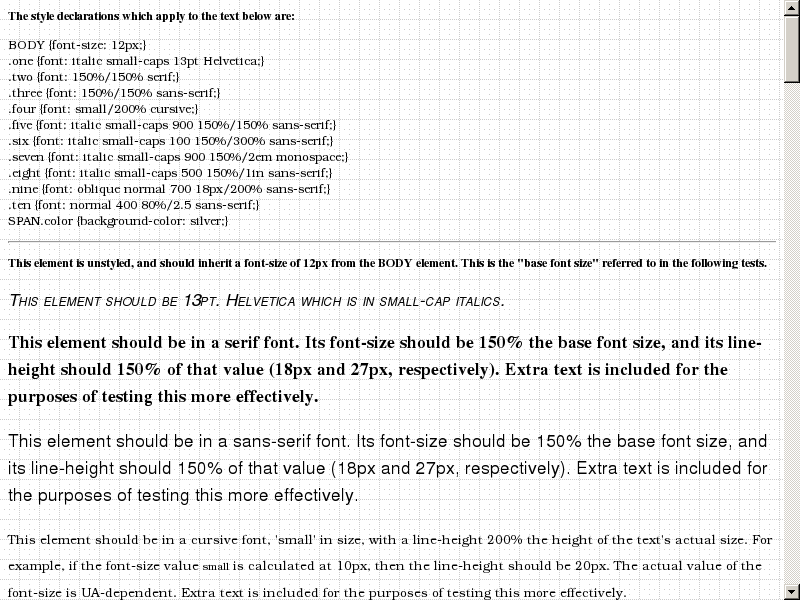 The style declarations which apply to the text below are:
BODY {font-size: 12px;}
.one {font: italic small-caps 13pt Helvetica;}
.two {font: 150%/150% serif;}
.three {font: 150%/150% sans-serif;}
.four {font: small/200% cursive;}
.five {font: italic small-caps 900 150%/150% sans-serif;}
.six {font: italic small-caps 100 150%/300% sans-serif;}
.seven {font: italic small-caps 900 150%/2em monospace;}
.eight {font: italic small-caps 500 150%/1in sans-serif;}
.nine {font: oblique normal 700 18px/200% sans-serif;}
.ten {font: normal 400 80%/2.5 sans-serif;}
SPAN.color {background-color: silver;}
This element is unstyled, and should inherit a font-size of 12px from the BODY element. This is the "base font size" referred to in the following tests.
This element should be 13pt. Helvetica which is in small-cap italics.
This element should be in a serif font. Its font-size should be 150% the base font size, and its line-
height should 150% of that value (18px and 27px, respectively). Extra text is included for the
purposes of testing this more effectively.
This element should be in a sans-serif font. Its font-size should be 150% the base font size, and
its line-height should 150% of that value (18px and 27px, respectively). Extra text is included for
the purposes of testing this more effectively.
This element should be in a cursive font, 'small' in size, with a line-height 200% the height of the text's actual size. For
example, if the font-size value small is calculated at 10px, then the line-height should be 20px. The actual value of the
font-size is UA-dependent. Extra text is included for the purposes of testing this more effectively.